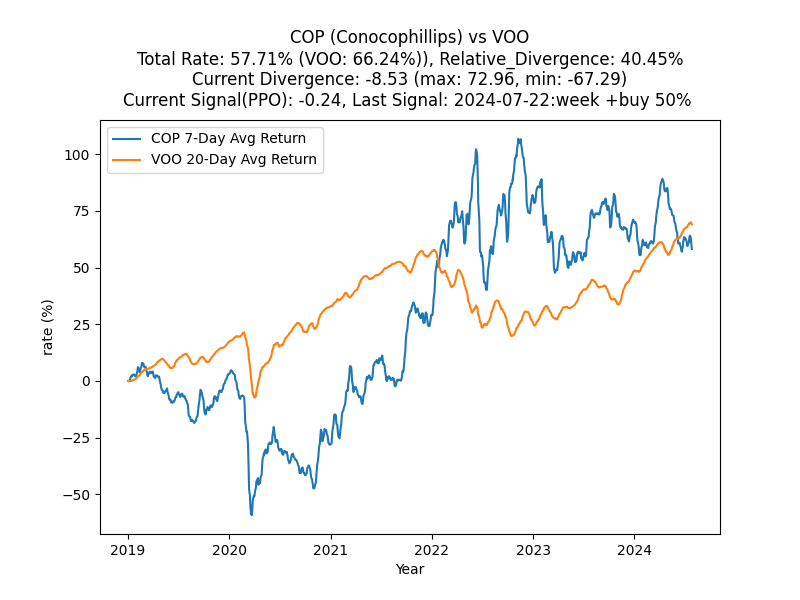 COP (Conocophillips) vs VOO
Total Rate: 57.71% (VOO: 66.24%)), Relative_Divergence: 40.45%
Current Divergence: -8.53 (max: 72.96, min: -67.29)
Current Signal(PPO): -0.24, Last Signal: 2024-07-22:week +buy 50%
COP 7-Day Avg Return
VOO 20-Day Avg Return
rate (%)
100
75
50
25
0
−25
−50
2019
2020
2021
2022
2023
2024
Year